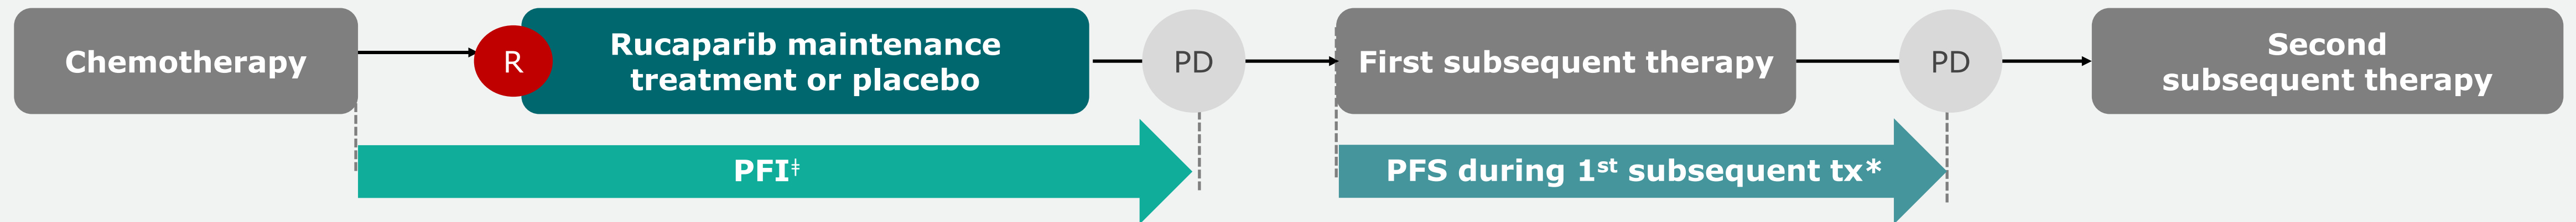 Chemotherapy
R
Rucaparib maintenance
treatment or placebo
PD
First subsequent therapy
PD
Second
subsequent therapy
PFI‡
PFS during 1st subsequent tx*